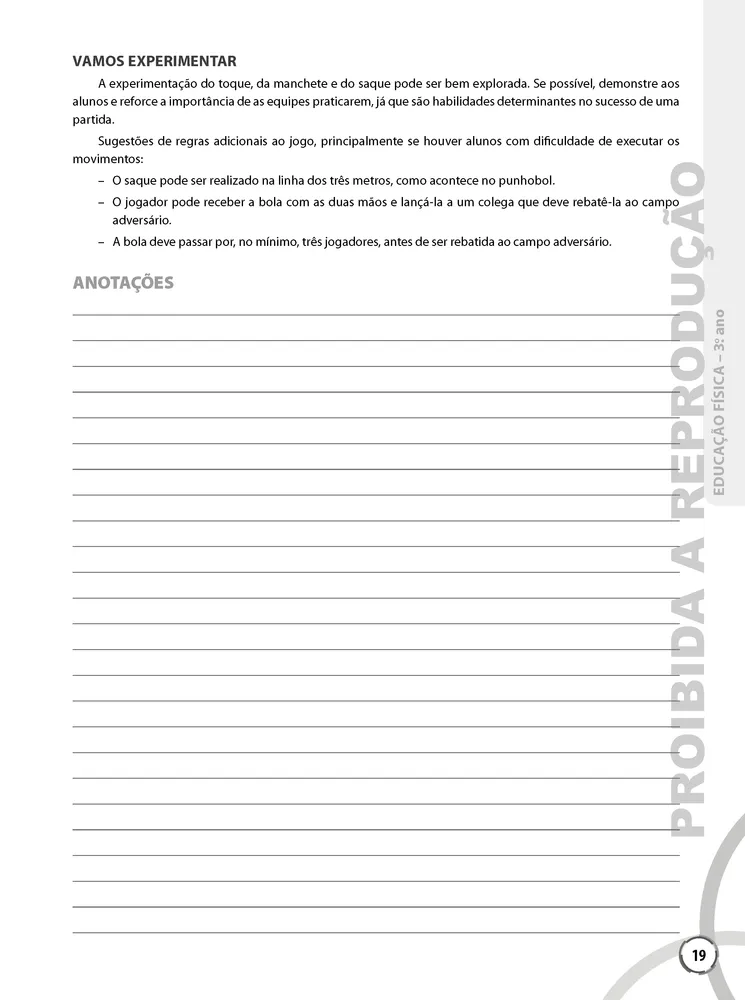 VAMOS EXPERIMENTAR
A experimentação do toque, da manchete e do saque pode ser bem explorada. Se possível, demonstre aos
alunos e reforce a importância de as equipes praticarem, já que são habilidades determinantes no sucesso de uma
partida.
Sugestões de regras adicionais ao jogo, principalmente se houver alunos com dificuldade de executar os
movimentos:
– O saque pode ser realizado na linha dos três metros, como acontece no punhobol.
– O jogador pode receber a bola com as duas mãos e lançá-la a um colega que deve rebatê-la ao campo
adversário.
– A bola deve passar por, no mínimo, três jogadores, antes de ser rebatida ao campo adversário.
ANOTAÇÕES
PROIBIDA A REPRODUÇÃO
EDUCAÇÃO FÍSICA – 3º. ano
19